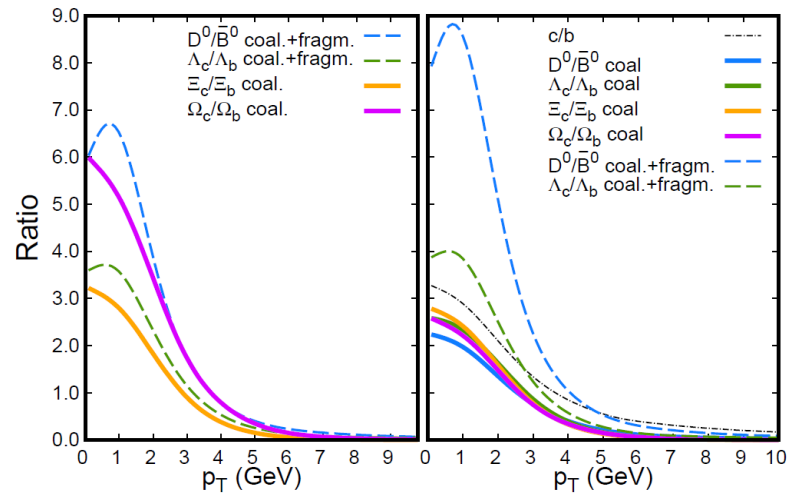 9.0
8.0
7.0
6.0
5.0
4.0
3.0
2.0
1.0
0.0
Ratio
D⁰/B̄⁰ coal.+fragm.
Λc/Λb coal.+fragm.
Ξc/Ξb coal.
Ωc/Ωb coal.
0 1 2 3 4 5 6 7 8 9
pT (GeV)
c/b
D⁰/B̄⁰ coal
Λc/Λb coal
Ξc/Ξb coal
Ωc/Ωb coal
D⁰/B̄⁰ coal.+fragm.
Λc/Λb coal.+fragm.
0 1 2 3 4 5 6 7 8 9 10
pT (GeV)